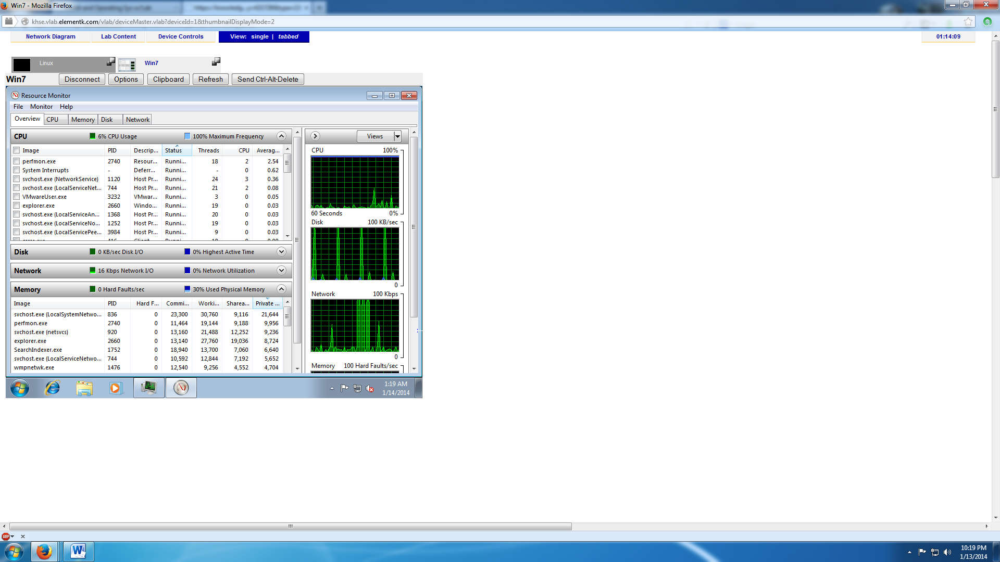 Win7 - Mozilla Firefox
khse.vlab.elementk.com/vlab/deviceMaster.vlab?deviceId=1&thumbnailDisplayMode=2
Network Diagram Lab Content Device Controls View: single | tabbed 01:14:09
Linux Win7
Win7 Disconnect Options Clipboard Refresh Send Ctrl-Alt-Delete
Resource Monitor
File Monitor Help
Overview CPU Memory Disk Network
CPU 6% CPU Usage 100% Maximum Frequency
Image PID Descrip... Status Threads CPU Averag...
perfmon.exe 2740 Resour... Runni... 18 2 2.54
System Interrupts - Deferr... Runni... - 0 0.62
svchost.exe (NetworkService) 1120 Host Pr... Runni... 24 3 0.36
svchost.exe (LocalServiceNet... 744 Host Pr... Runni... 21 2 0.08
VMwareUser.exe 3232 VMwar... Runni... 3 0 0.05
explorer.exe 2660 Windo... Runni... 19 0 0.03
svchost.exe (LocalServiceAn... 1368 Host Pr... Runni... 20 0 0.03
svchost.exe (LocalServiceNo... 1252 Host Pr... Runni... 19 0 0.03
svchost.exe (LocalServicePee... 3984 Host Pr... Runni... 9 0 0.03
Disk 0 KB/sec Disk I/O 0% Highest Active Time
Network 16 Kbps Network I/O 0% Network Utilization
Memory 0 Hard Faults/sec 30% Used Physical Memory
Image PID Hard F... Commi... Worki... Sharea... Private ...
svchost.exe (LocalSystemNetwo... 836 0 23,300 30,760 9,116 21,644
perfmon.exe 2740 0 11,464 19,144 9,188 9,956
svchost.exe (netsvcs) 920 0 13,160 21,488 12,252 9,236
explorer.exe 2660 0 13,140 27,760 19,036 8,724
SearchIndexer.exe 1752 0 18,940 13,700 7,060 6,640
svchost.exe (LocalServiceNetwo... 744 0 10,592 12,844 7,192 5,652
wmpnetwk.exe 1476 0 12,540 9,256 4,552 4,704
Views
CPU 100%
60 Seconds 0%
Disk 100 KB/sec
0
Network 100 Kbps
0
Memory 100 Hard Faults/sec
1:19 AM
1/14/2014
ABP
10:19 PM
1/13/2014